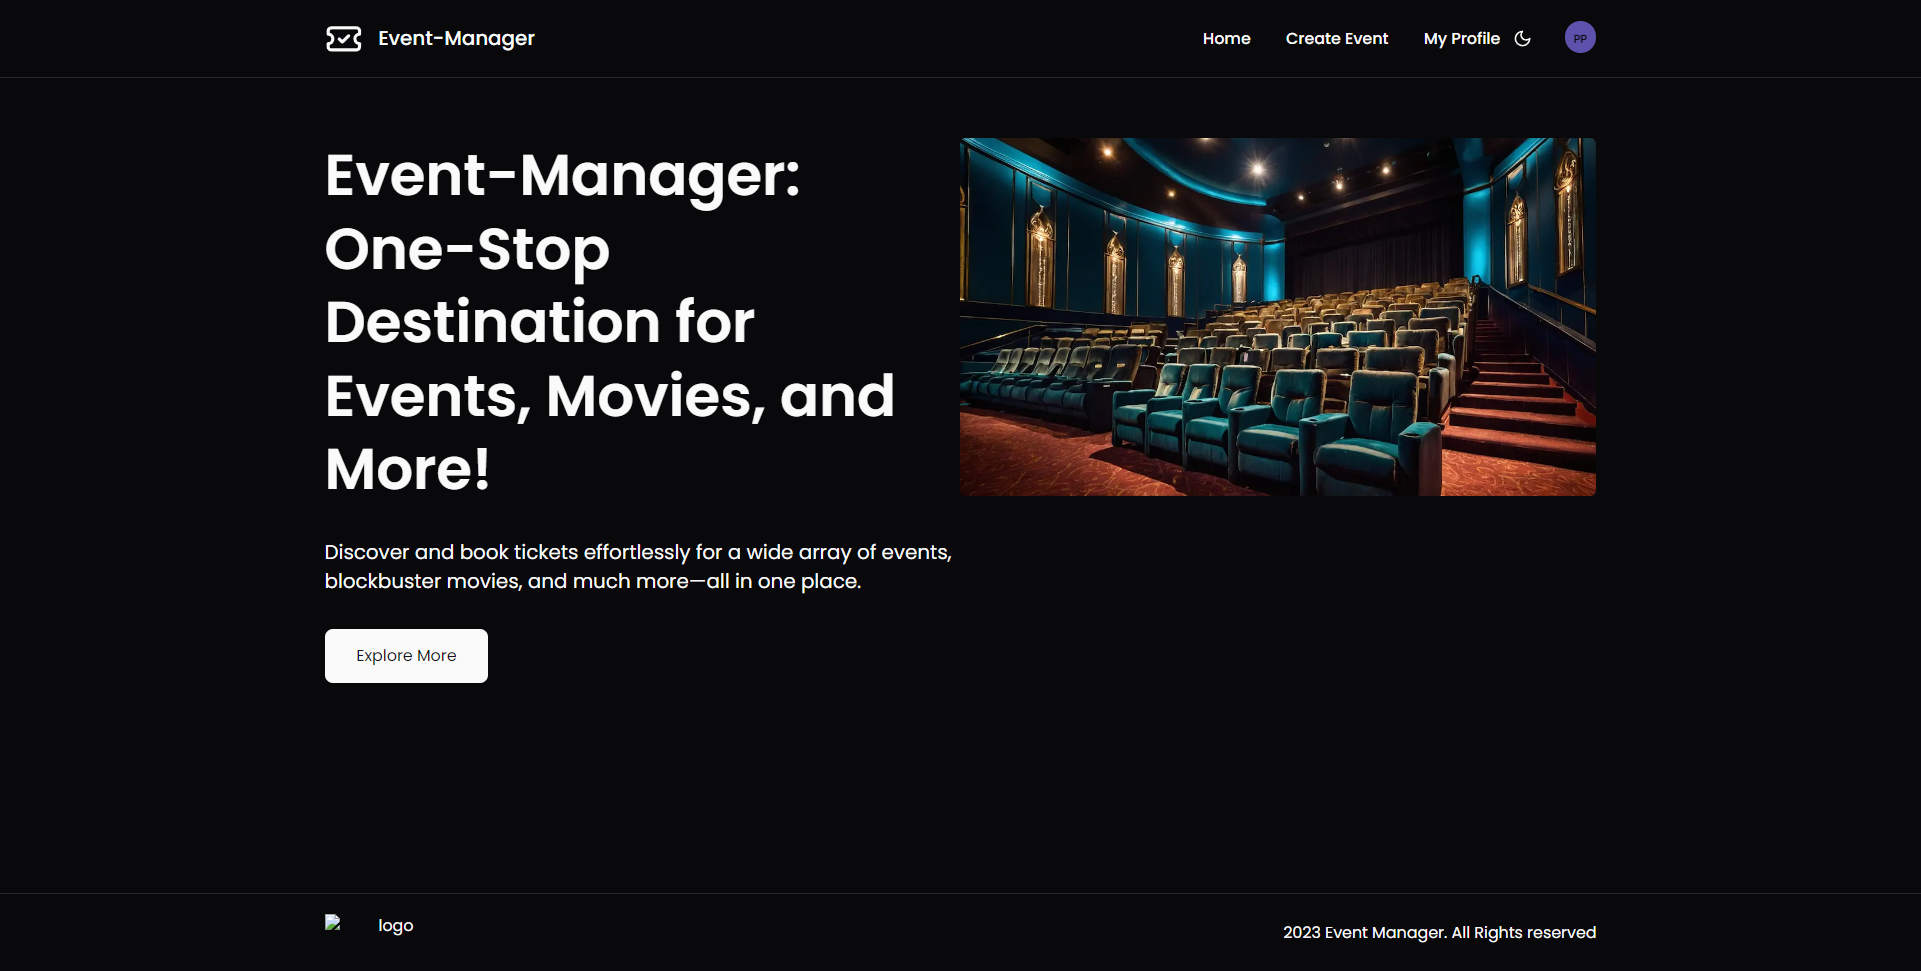 Event-Manager
Home
Create Event
My Profile
PP
Event-Manager:
One-Stop
Destination for
Events, Movies, and
More!
Discover and book tickets effortlessly for a wide array of events,
blockbuster movies, and much more—all in one place.
Explore More
logo
2023 Event Manager. All Rights reserved